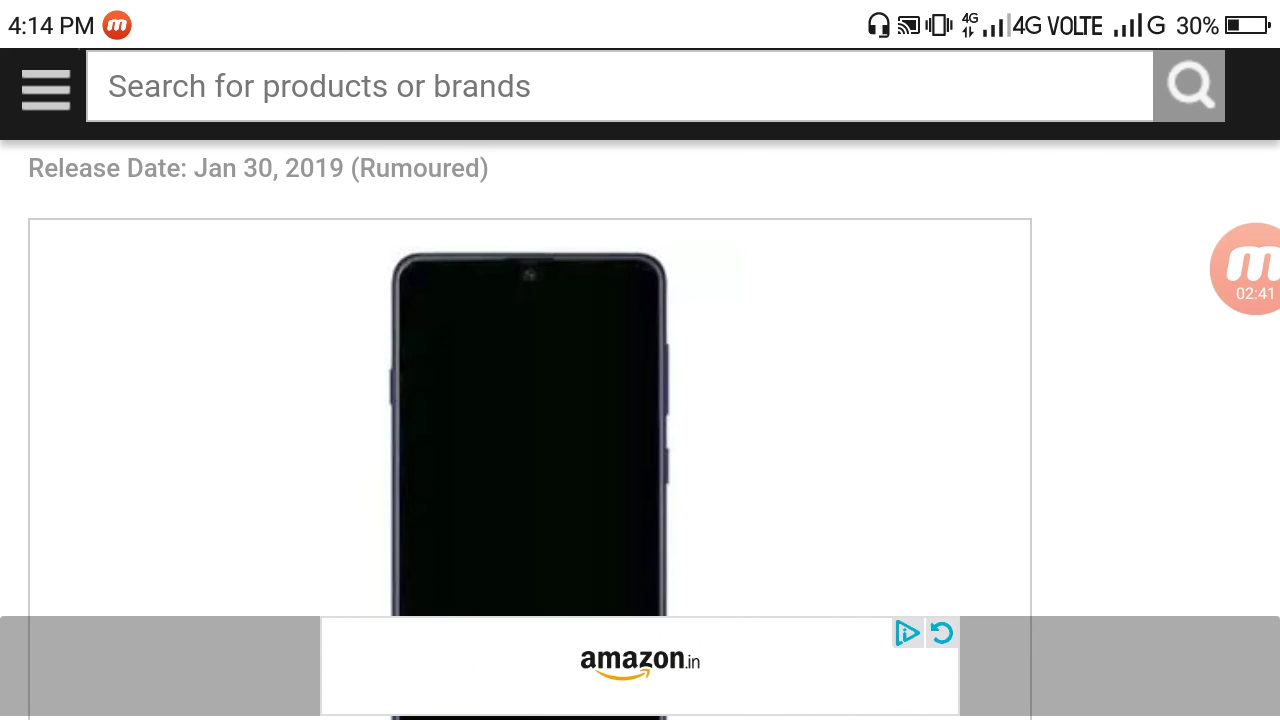 4:14 PM m 4G 4G VOLTE G 30%
Search for products or brands
Release Date: Jan 30, 2019 (Rumoured)
m
02:41
amazon.in